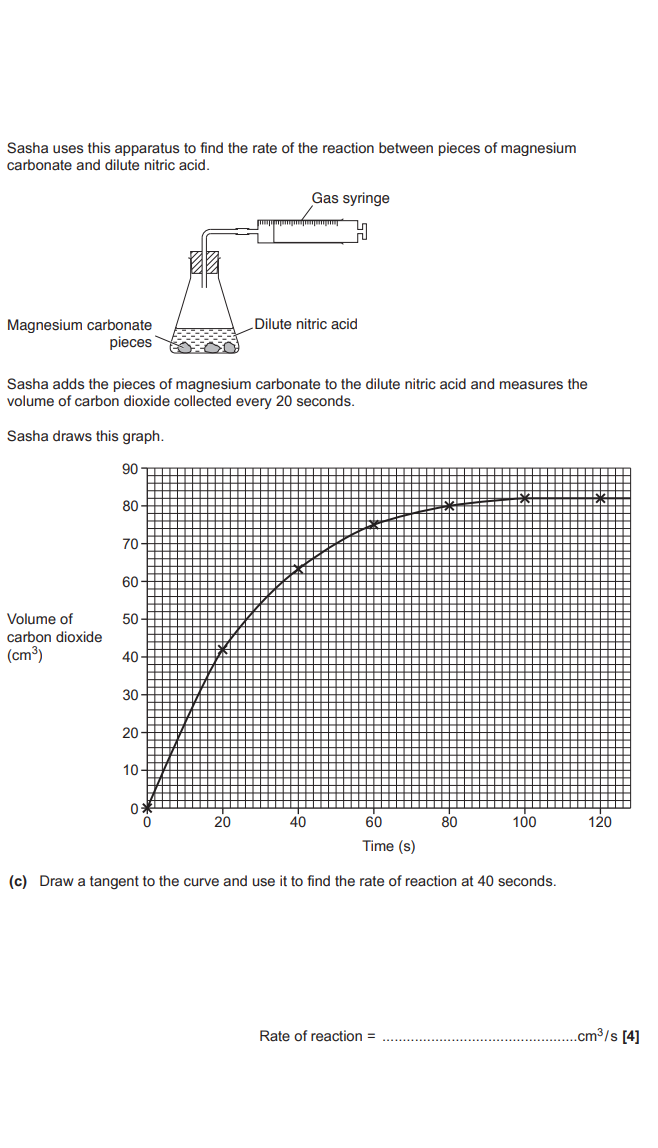 Sasha uses this apparatus to find the rate of the reaction between pieces of magnesium
carbonate and dilute nitric acid.
Gas syringe
Magnesium carbonate
pieces
Dilute nitric acid
Sasha adds the pieces of magnesium carbonate to the dilute nitric acid and measures the
volume of carbon dioxide collected every 20 seconds.
Sasha draws this graph.
90
80
70
60
50
40
30
20
10
0
Volume of
carbon dioxide
(cm³)
0 20 40 60 80 100 120
Time (s)
(c) Draw a tangent to the curve and use it to find the rate of reaction at 40 seconds.
Rate of reaction = ................................................cm³/s [4]